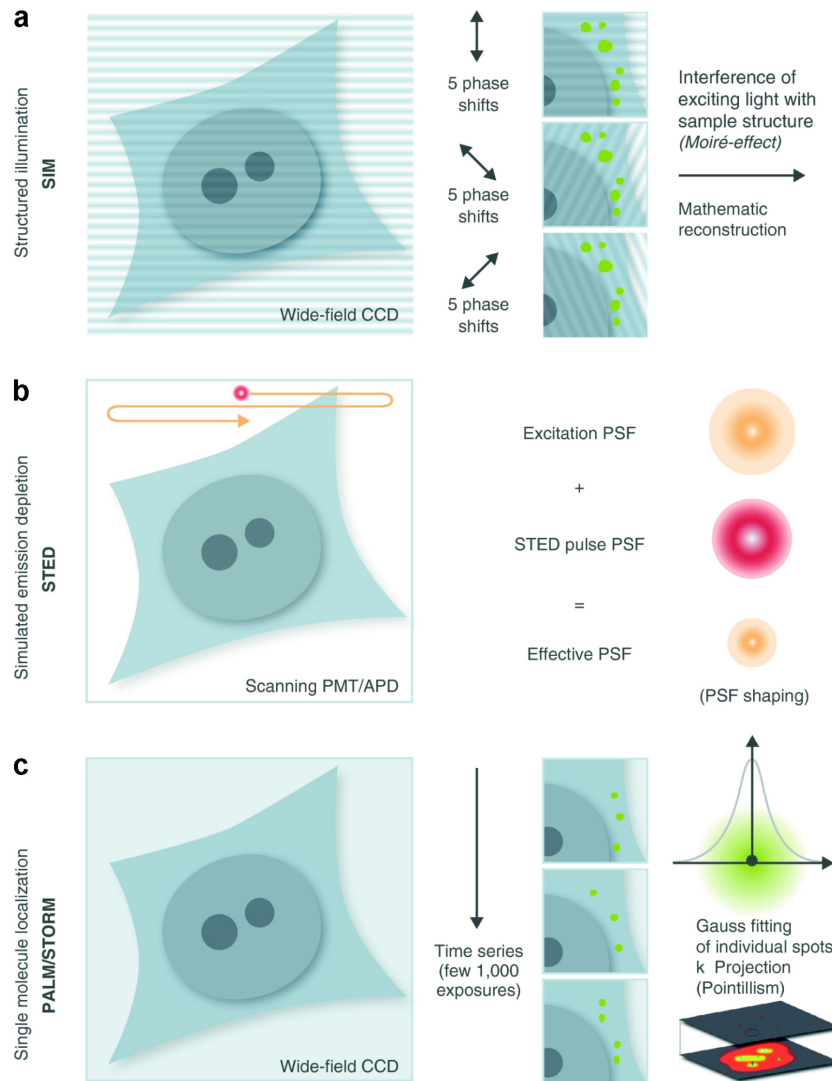 a
Structured illumination
SIM
Wide-field CCD
5 phase
shifts
5 phase
shifts
5 phase
shifts
Interference of
exciting light with
sample structure
(Moiré-effect)
Mathematic
reconstruction
b
Simulated emission depletion
STED
Scanning PMT/APD
Excitation PSF
+
STED pulse PSF
=
Effective PSF
(PSF shaping)
c
Single molecule localization
PALM/STORM
Wide-field CCD
Time series
(few 1,000
exposures)
Gauss fitting
of individual spots
k Projection
(Pointillism)